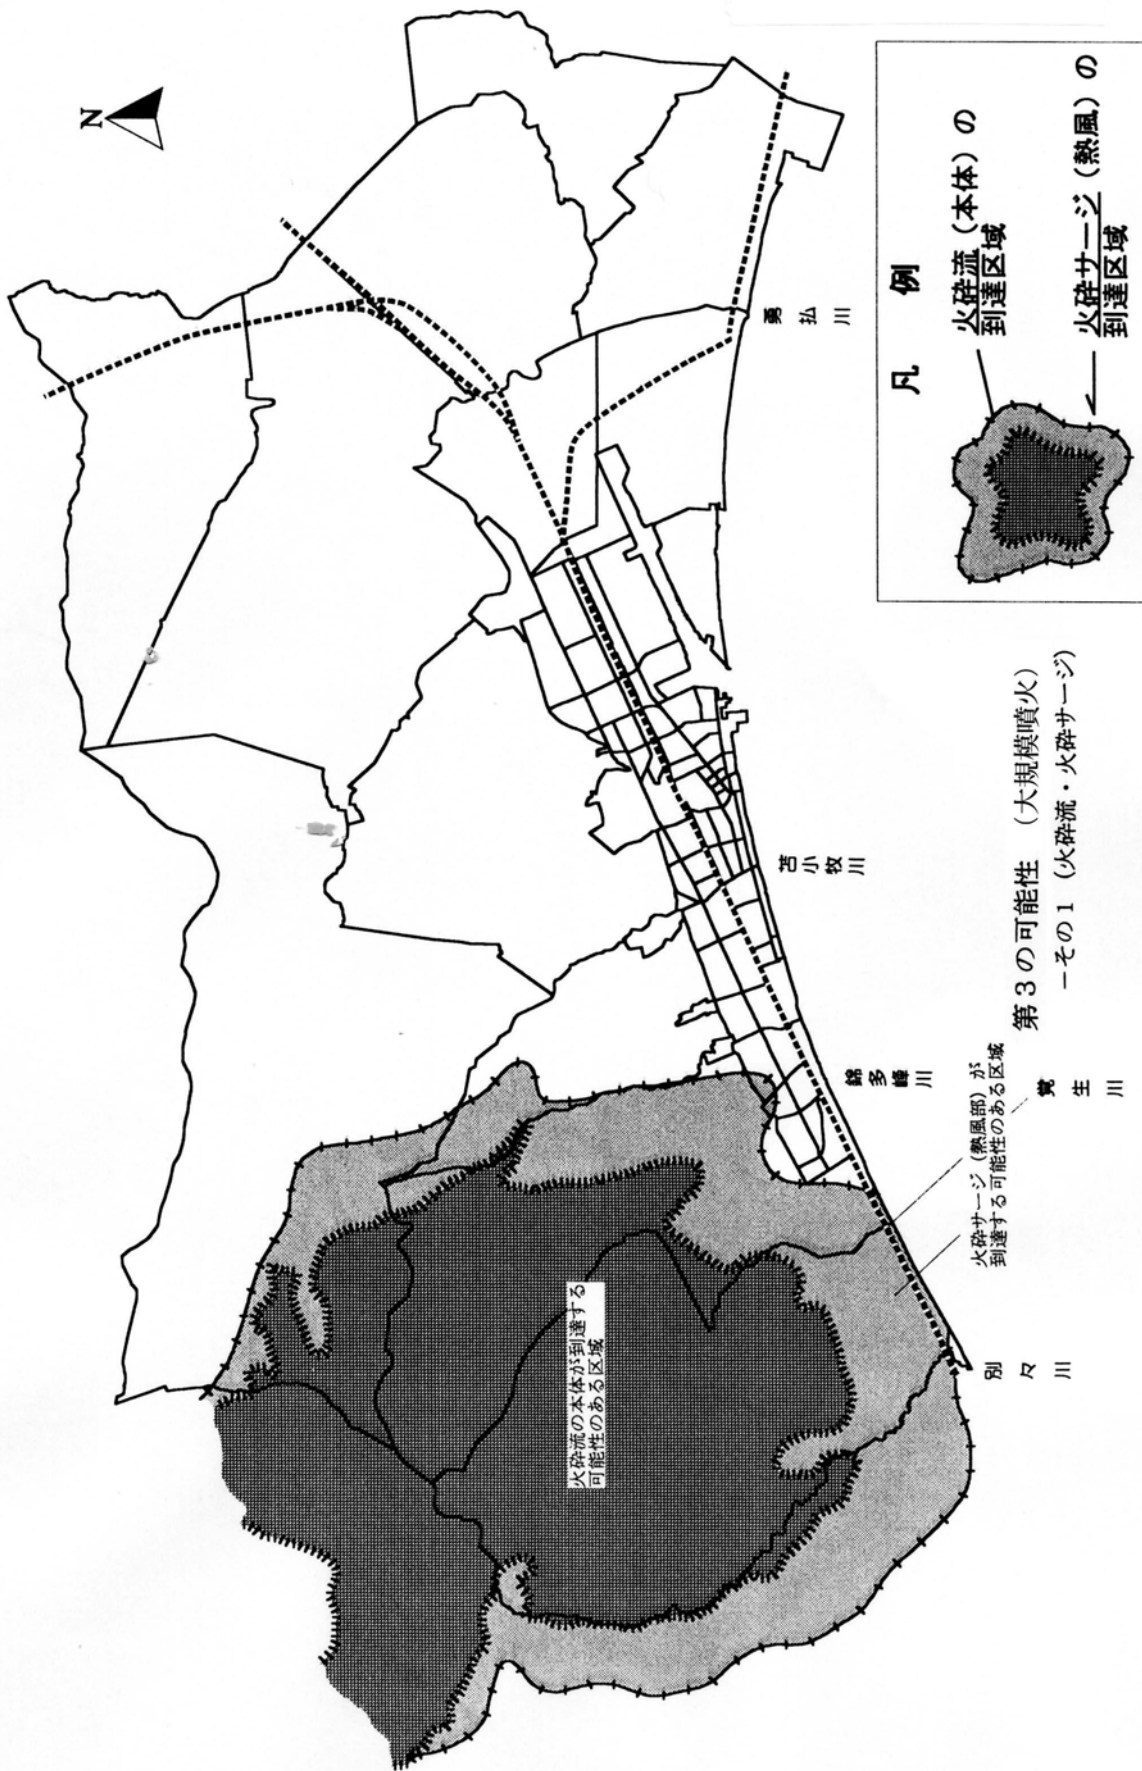 N
勇払川
苫小牧川
錦多峰川
覚生川
別々川
火砕流の本体が到達する
可能性のある区域
火砕サージ(熱風部)が
到達する可能性のある区域
第3の可能性 (大規模噴火)
-その1 (火砕流・火砕サージ)
凡 例
火砕流(本体)の
到達区域
火砕サージ(熱風)の
到達区域